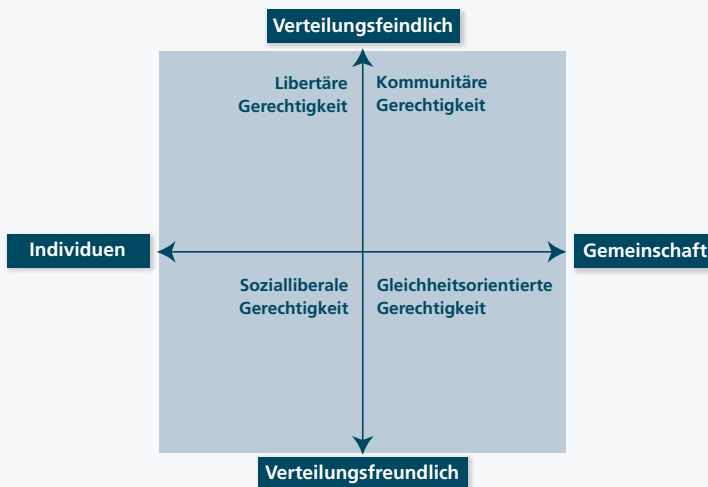 Verteilungsfeindlich
Libertäre
Gerechtigkeit
Kommunitäre
Gerechtigkeit
Individuen
Gemeinschaft
Sozialliberale
Gerechtigkeit
Gleichheitsorientierte
Gerechtigkeit
Verteilungsfreundlich